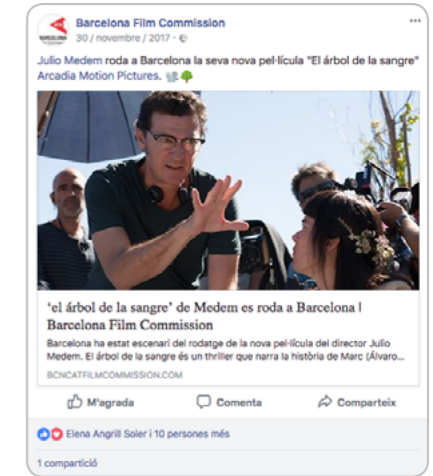 Barcelona Film Commission
30 / novembre / 2017 ·
Julio Medem roda a Barcelona la seva nova pel·lícula "El árbol de la sangre"
Arcadia Motion Pictures.
'el árbol de la sangre' de Medem es roda a Barcelona |
Barcelona Film Commission
Barcelona ha estat escenari del rodatge de la nova pel·lícula del director Julio
Medem. El árbol de la sangre és un thriller que narra la història de Marc (Álvaro...
BCNCATFILMCOMMISSION.COM
M'agrada Comenta Comparteix
Elena Angrill Soler i 10 persones més
1 compartició